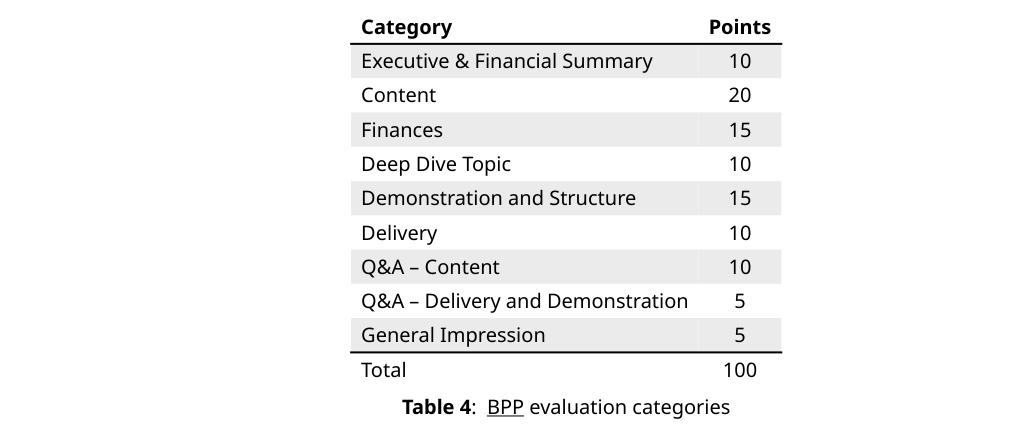 Category Points
Executive & Financial Summary 10
Content 20
Finances 15
Deep Dive Topic 10
Demonstration and Structure 15
Delivery 10
Q&A – Content 10
Q&A – Delivery and Demonstration 5
General Impression 5
Total 100
Table 4: BPP evaluation categories